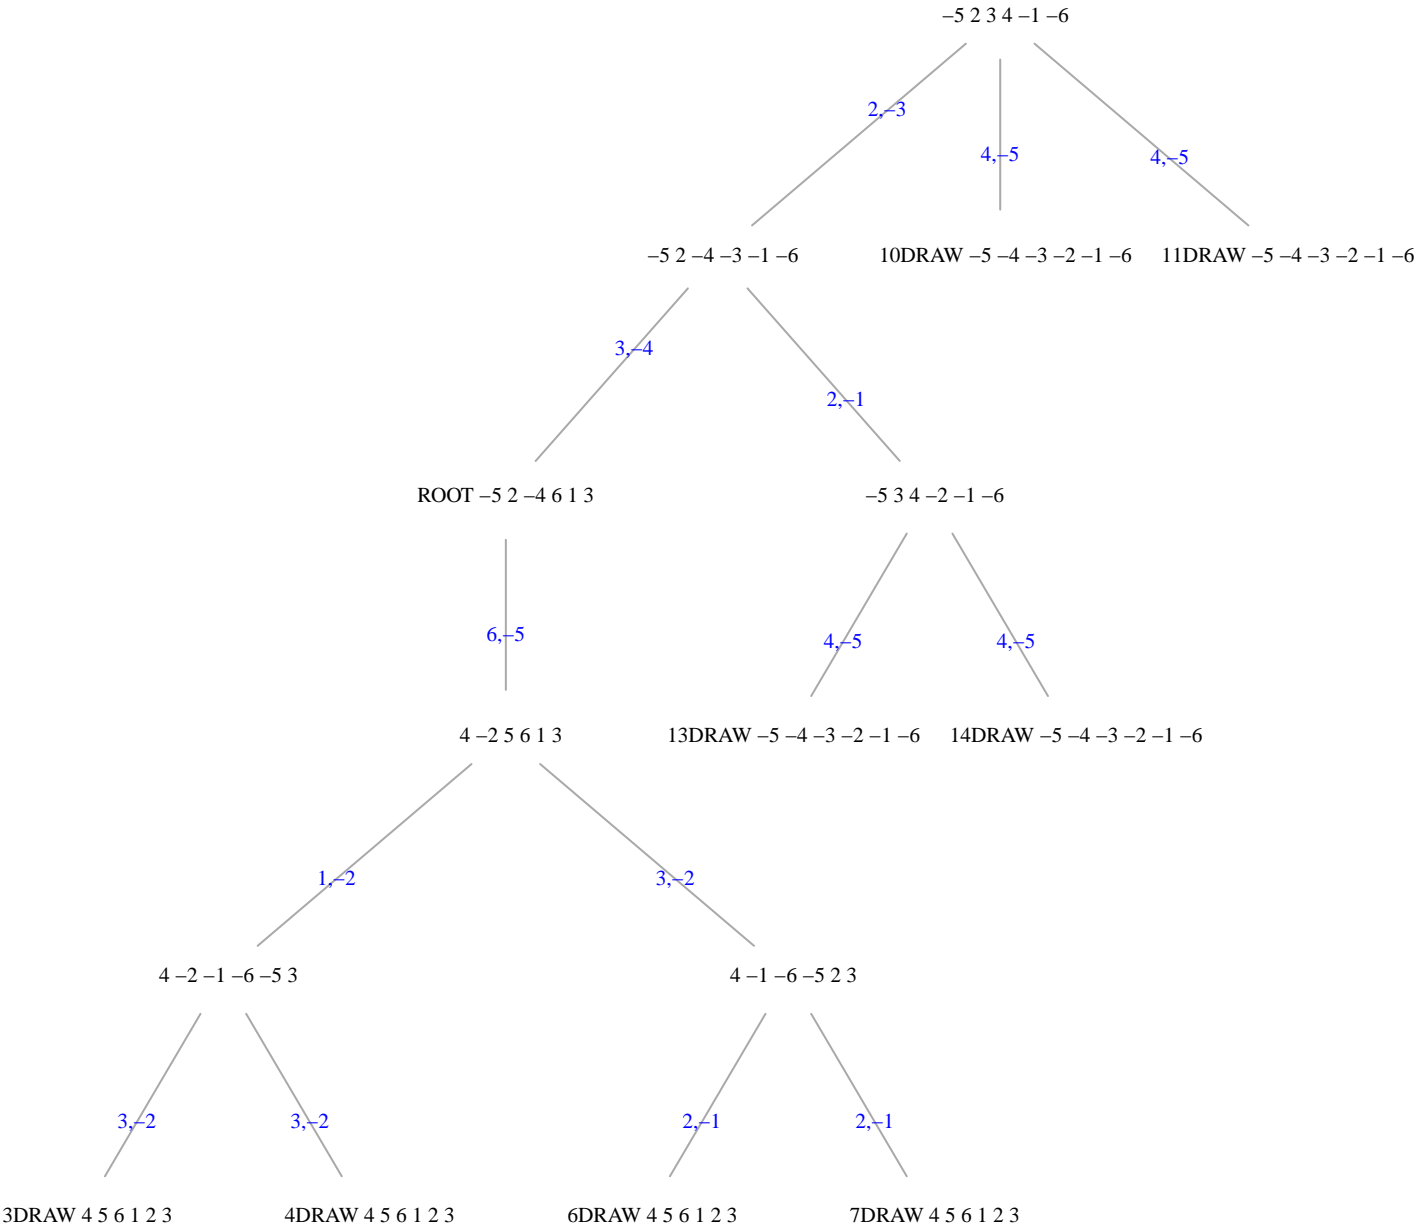 –5 2 3 4 –1 –6
2,–3
4,–5
4,–5
–5 2 –4 –3 –1 –6
10DRAW –5 –4 –3 –2 –1 –6
11DRAW –5 –4 –3 –2 –1 –6
3,–4
2,–1
ROOT –5 2 –4 6 1 3
–5 3 4 –2 –1 –6
6,–5
4,–5
4,–5
4 –2 5 6 1 3
13DRAW –5 –4 –3 –2 –1 –6
14DRAW –5 –4 –3 –2 –1 –6
1,–2
3,–2
4 –2 –1 –6 –5 3
4 –1 –6 –5 2 3
3,–2
3,–2
2,–1
2,–1
3DRAW 4 5 6 1 2 3
4DRAW 4 5 6 1 2 3
6DRAW 4 5 6 1 2 3
7DRAW 4 5 6 1 2 3